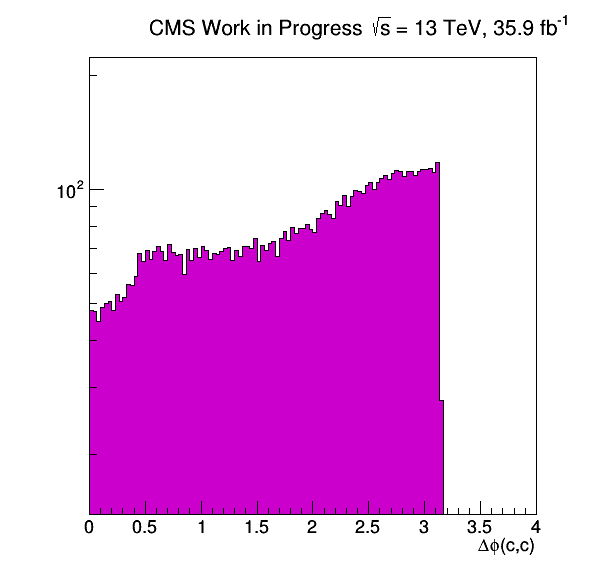 CMS Work in Progress √s = 13 TeV, 35.9 fb⁻¹
10²
0 0.5 1 1.5 2 2.5 3 3.5 4
Δϕ(c,c)